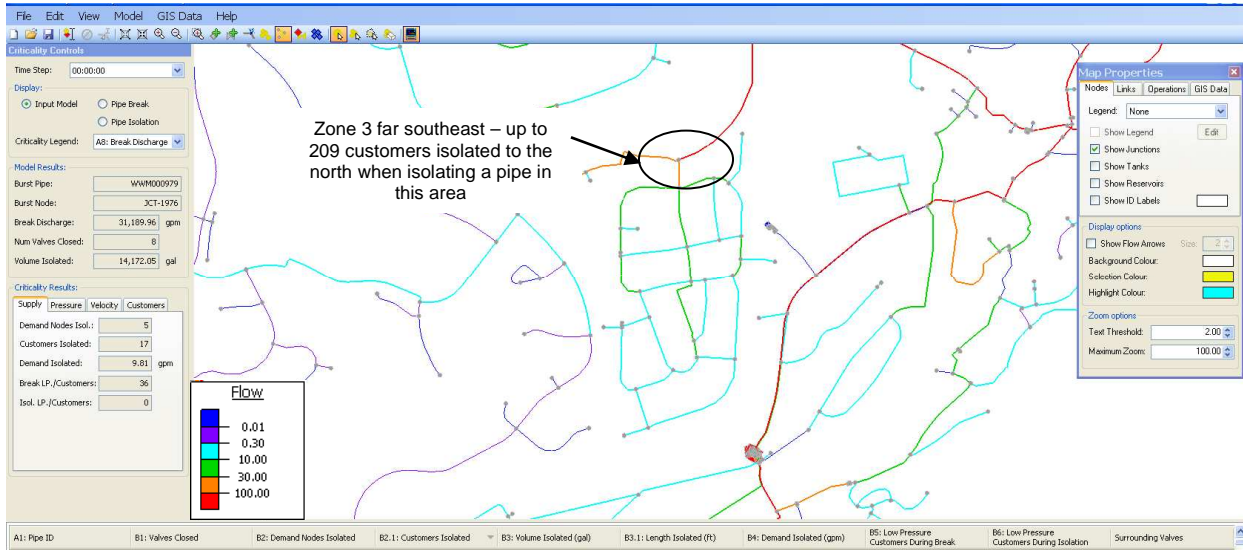 File Edit View Model GIS Data Help
Criticality Controls
Time Step: 00:00:00
Display:
Input Model Pipe Break
Pipe Isolation
Criticality Legend: A8: Break Discharge
Model Results:
Burst Pipe: WWM000979
Burst Node: JCT-1976
Break Discharge: 31,189.96 gpm
Num Valves Closed: 8
Volume Isolated: 14,172.05 gal
Criticality Results:
Supply Pressure Velocity Customers
Demand Nodes Isol.: 5
Customers Isolated: 17
Demand Isolated: 9.81 gpm
Break LP./Customers: 36
Isol. LP./Customers: 0
Zone 3 far southeast – up to
209 customers isolated to the
north when isolating a pipe in
this area
Flow
0.01
0.30
10.00
30.00
100.00
Map Properties
Nodes Links Operations GIS Data
Legend: None
Show Legend Edit
Show Junctions
Show Tanks
Show Reservoirs
Show ID Labels
Display options
Show Flow Arrows Size: 2
Background Colour:
Selection Colour:
Highlight Colour:
Zoom options
Text Threshold: 2.00
Maximum Zoom: 100.00
A1: Pipe ID B1: Valves Closed B2: Demand Nodes Isolated B2.1: Customers Isolated B3: Volume Isolated (gal) B3.1: Length Isolated (ft) B4: Demand Isolated (gpm) B5: Low Pressure Customers During Break B6: Low Pressure Customers During Isolation Surrounding Valves